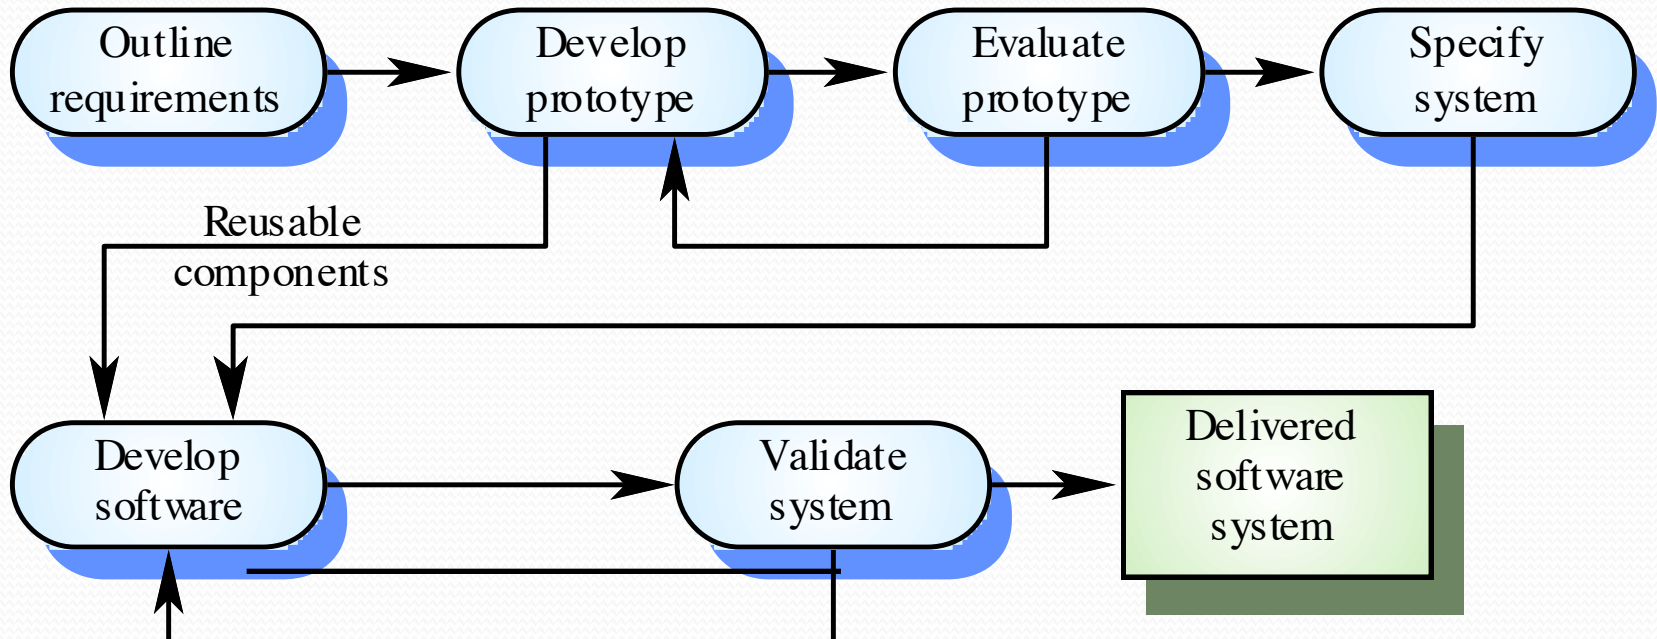 Outline
requirements
Develop
prototype
Evaluate
prototype
Specify
system
Reusable
components
Develop
software
Validate
system
Delivered
software
system